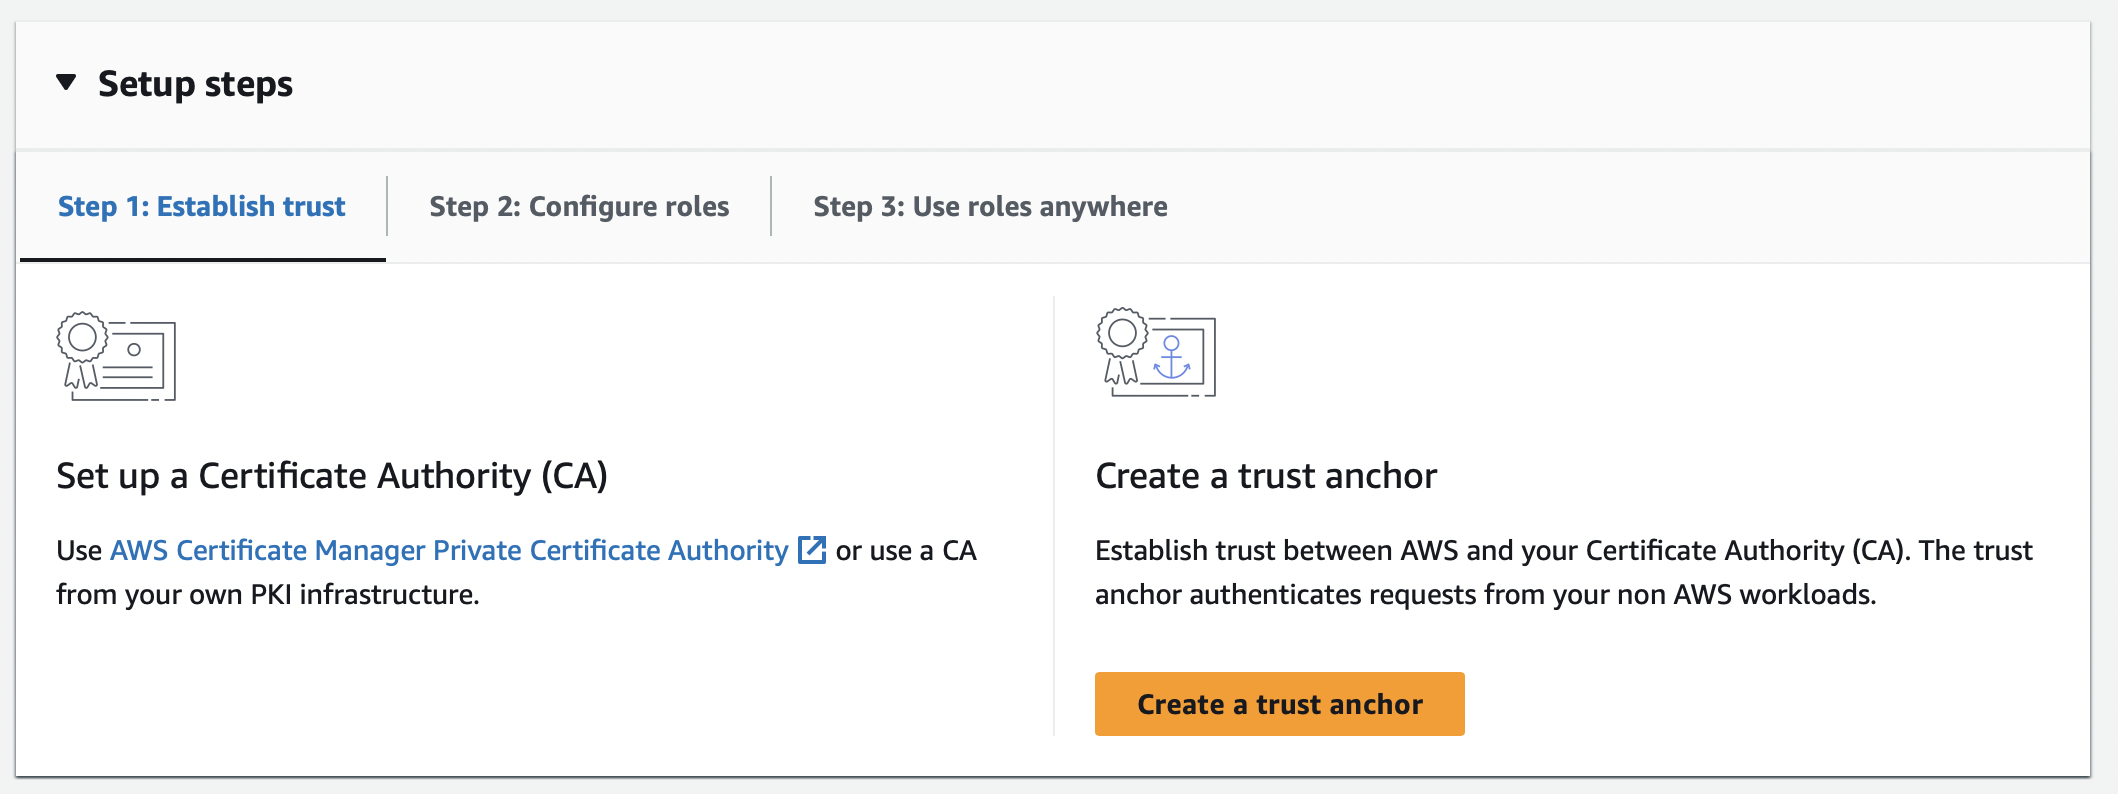 Setup steps
Step 1: Establish trust
Step 2: Configure roles
Step 3: Use roles anywhere
Set up a Certificate Authority (CA)
Use AWS Certificate Manager Private Certificate Authority or use a CA
from your own PKI infrastructure.
Create a trust anchor
Establish trust between AWS and your Certificate Authority (CA). The trust
anchor authenticates requests from your non AWS workloads.
Create a trust anchor